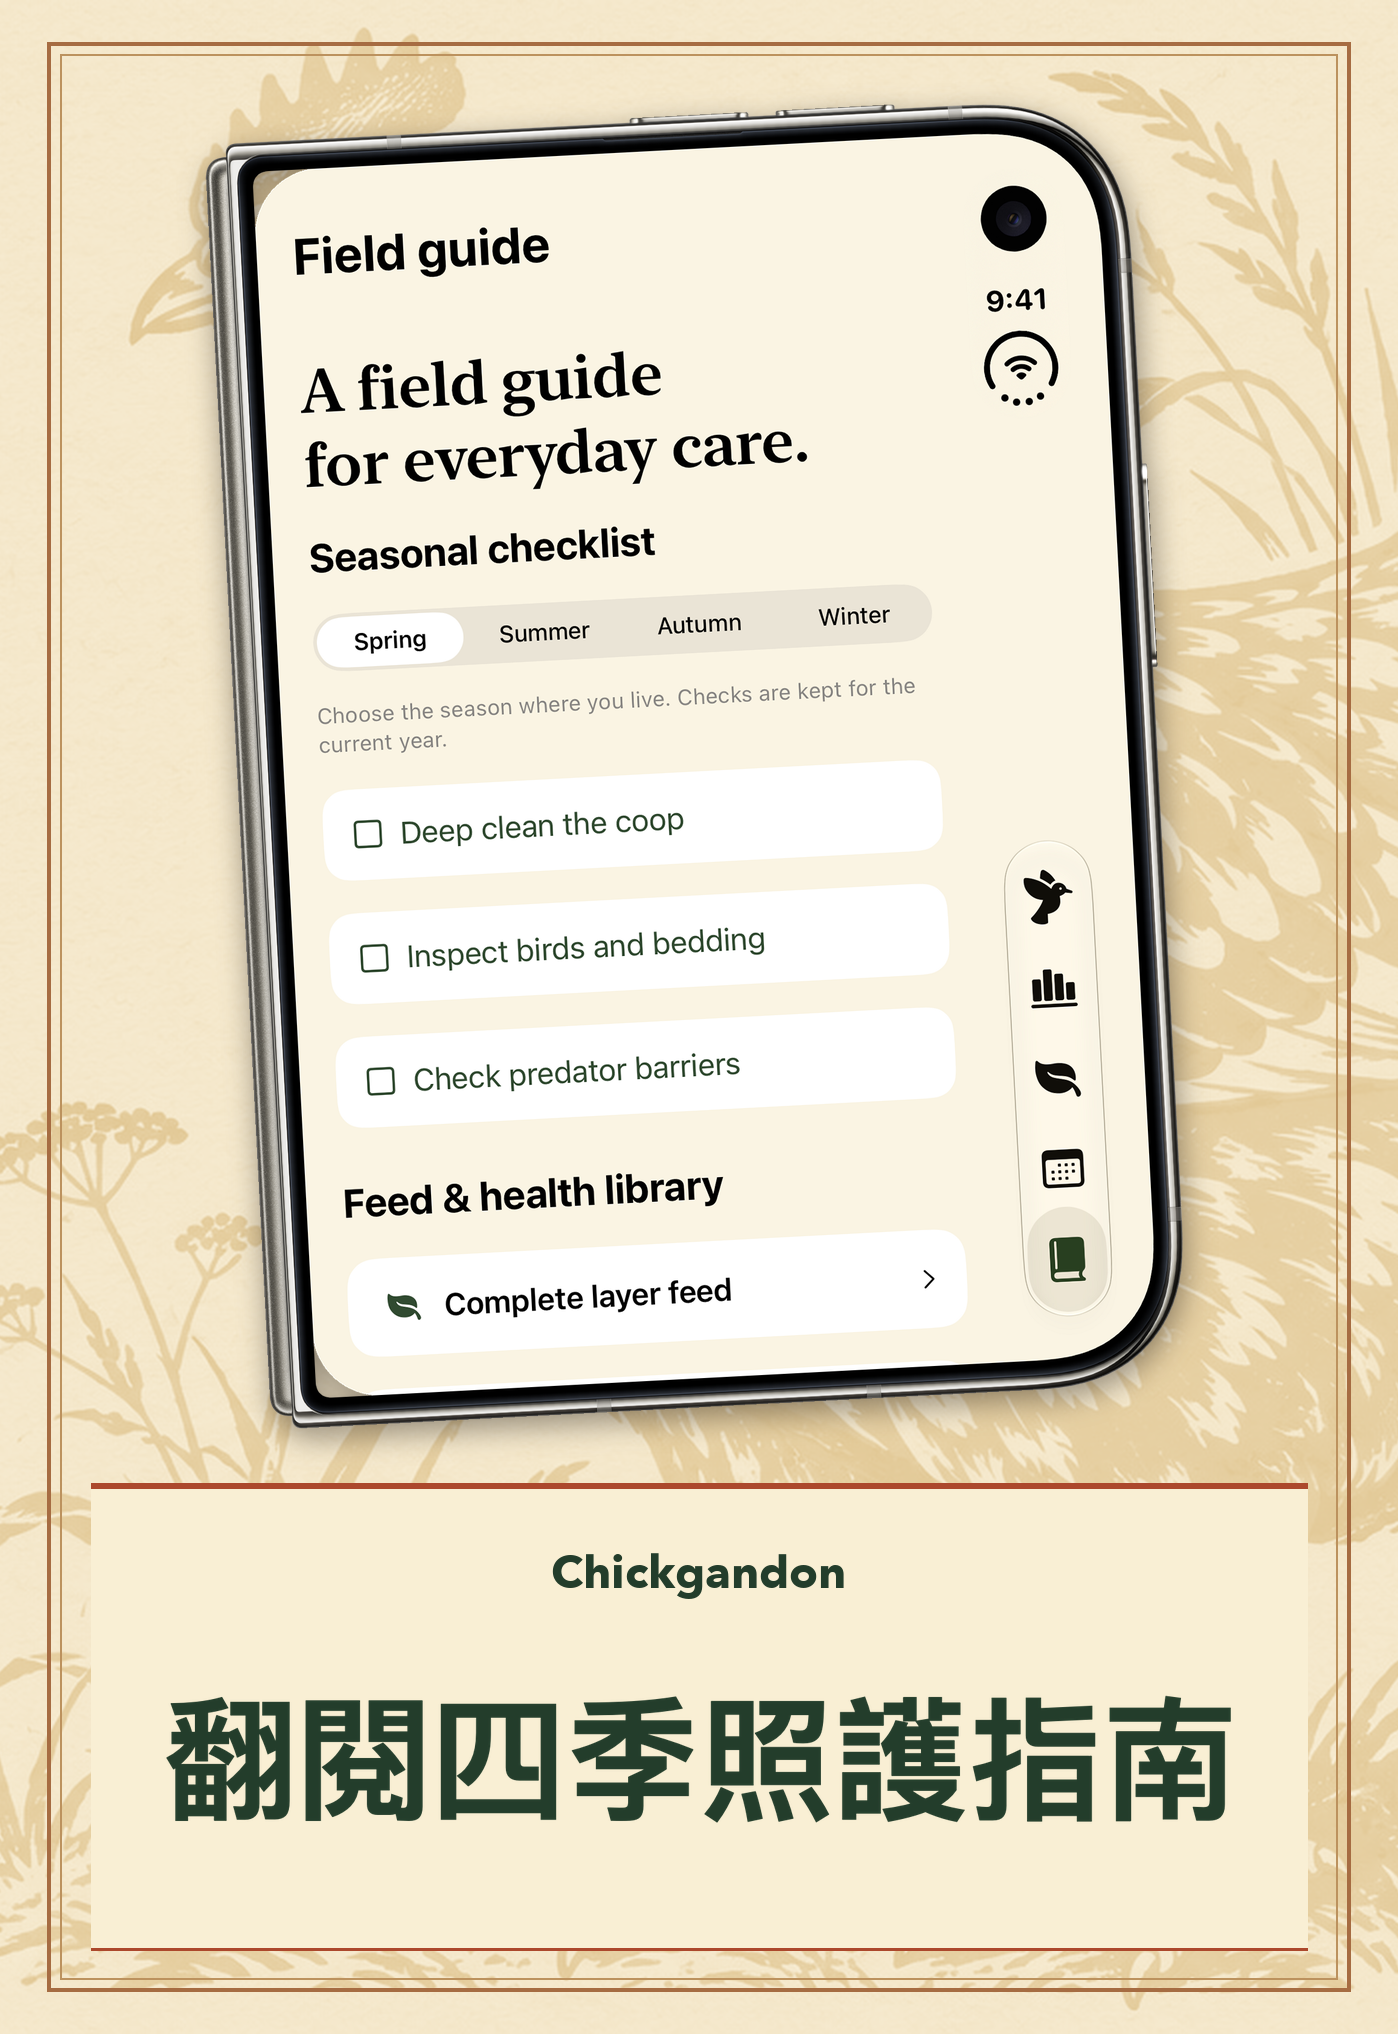 Field guide
9:41
A field guide
for everyday care.
Seasonal checklist
Spring Summer Autumn Winter
Choose the season where you live. Checks are kept for the
current year.
Deep clean the coop
Inspect birds and bedding
Check predator barriers
Feed & health library
Complete layer feed
Chickgandon
翻閱四季照護指南